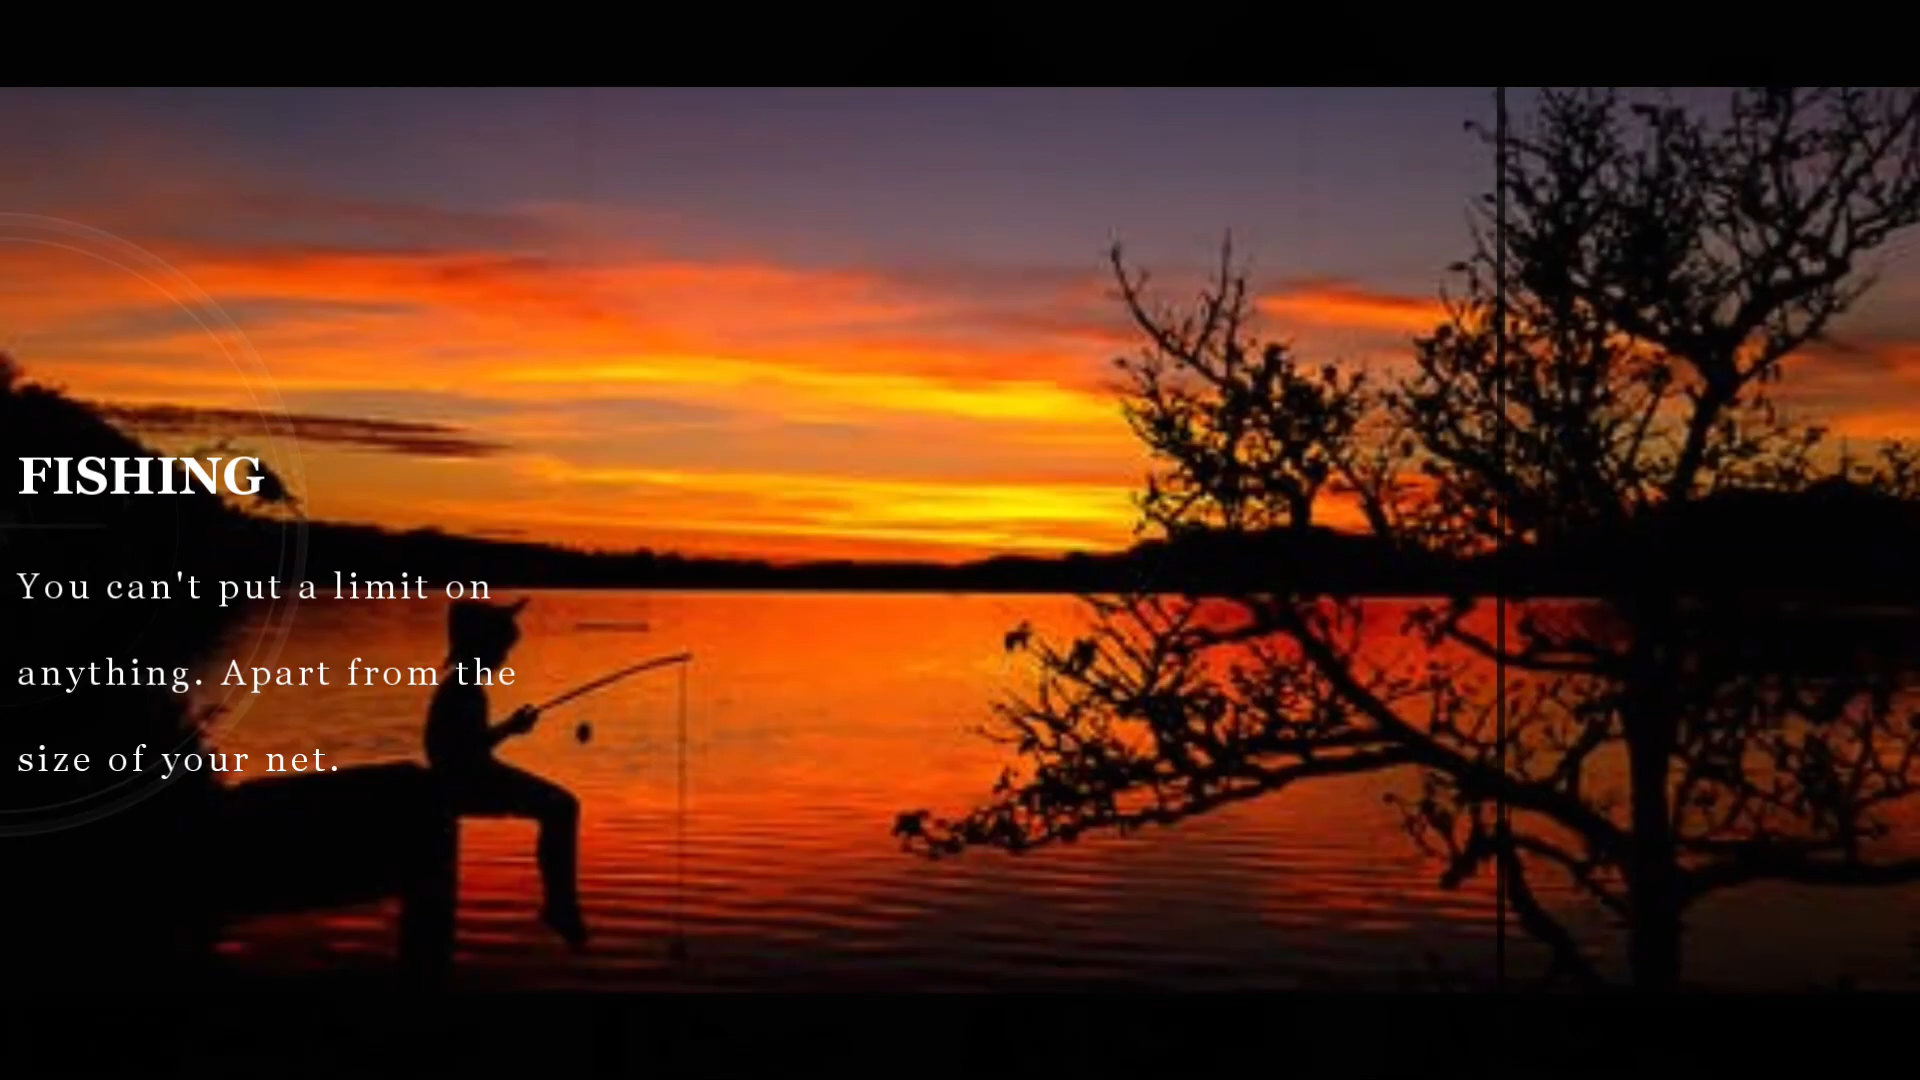 FISHING
You can't put a limit on
anything. Apart from the
size of your net.